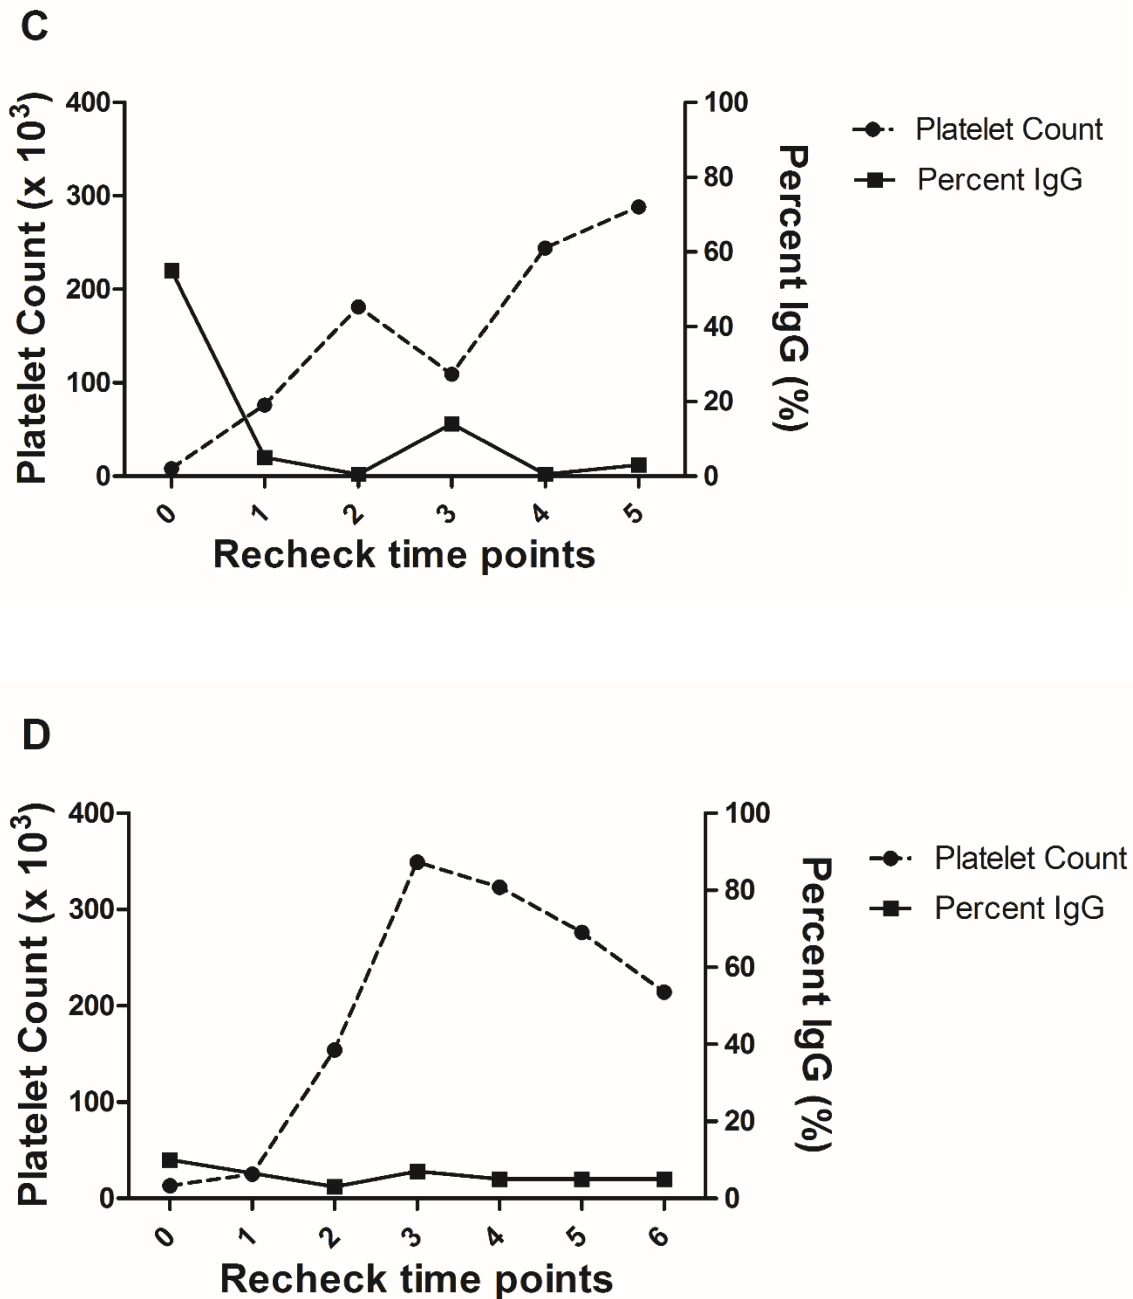 C
Platelet Count (x 10³)
400
300
200
100
0
100
80
60
40
20
0
Percent IgG (%)
Platelet Count
Percent IgG
0 1 2 3 4 5
Recheck time points
D
Platelet Count (x 10³)
400
300
200
100
0
100
80
60
40
20
0
Percent IgG (%)
Platelet Count
Percent IgG
0 1 2 3 4 5 6
Recheck time points